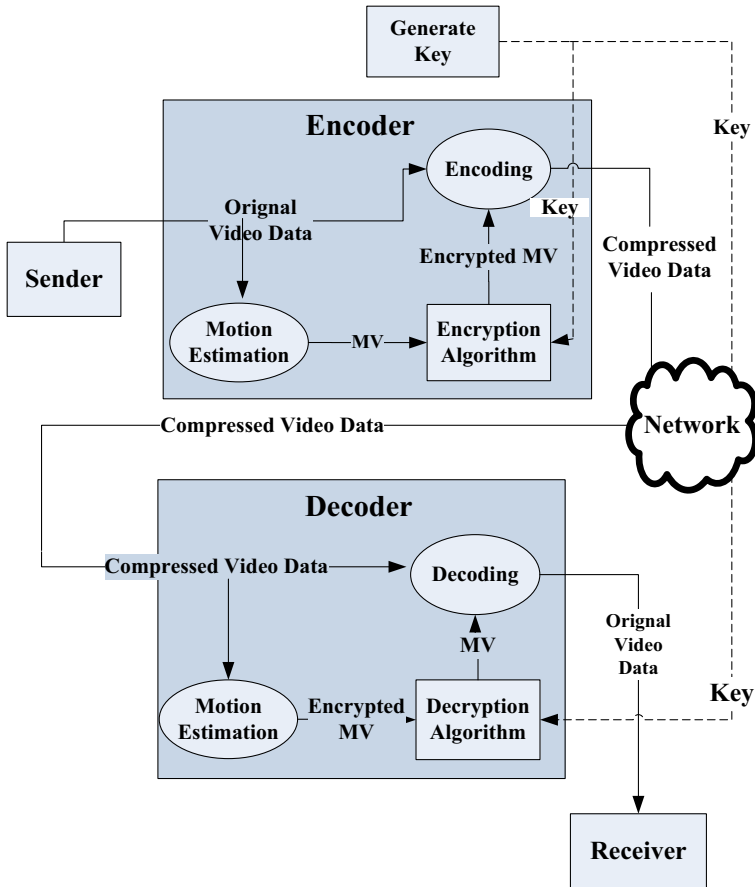 Generate
Key
Key
Encoder
Encoding
Key
Orignal
Video Data
Compressed
Video Data
Sender
Encrypted MV
Motion
Estimation
MV
Encryption
Algorithm
Network
Compressed Video Data
Decoder
Compressed Video Data
Decoding
Orignal
Video
Data
MV
Key
Motion
Estimation
Encrypted
MV
Decryption
Algorithm
Receiver